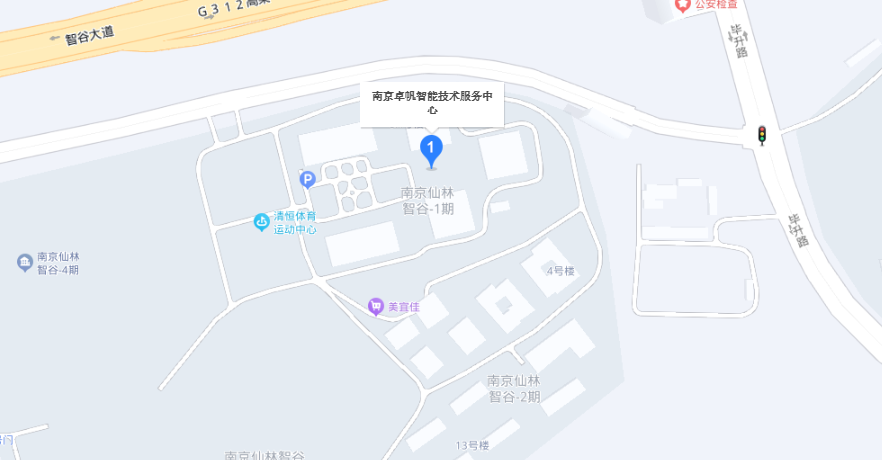 G312高架
公安检查
智谷大道
毕升路
南京卓帆智能技术服务中
心
1
P
南京仙林
智谷-1期
清恒体育
运动中心
毕升路
南京仙林
智谷-4期
4号楼
美宜佳
南京仙林
智谷-2期
13号楼
南京仙林智谷